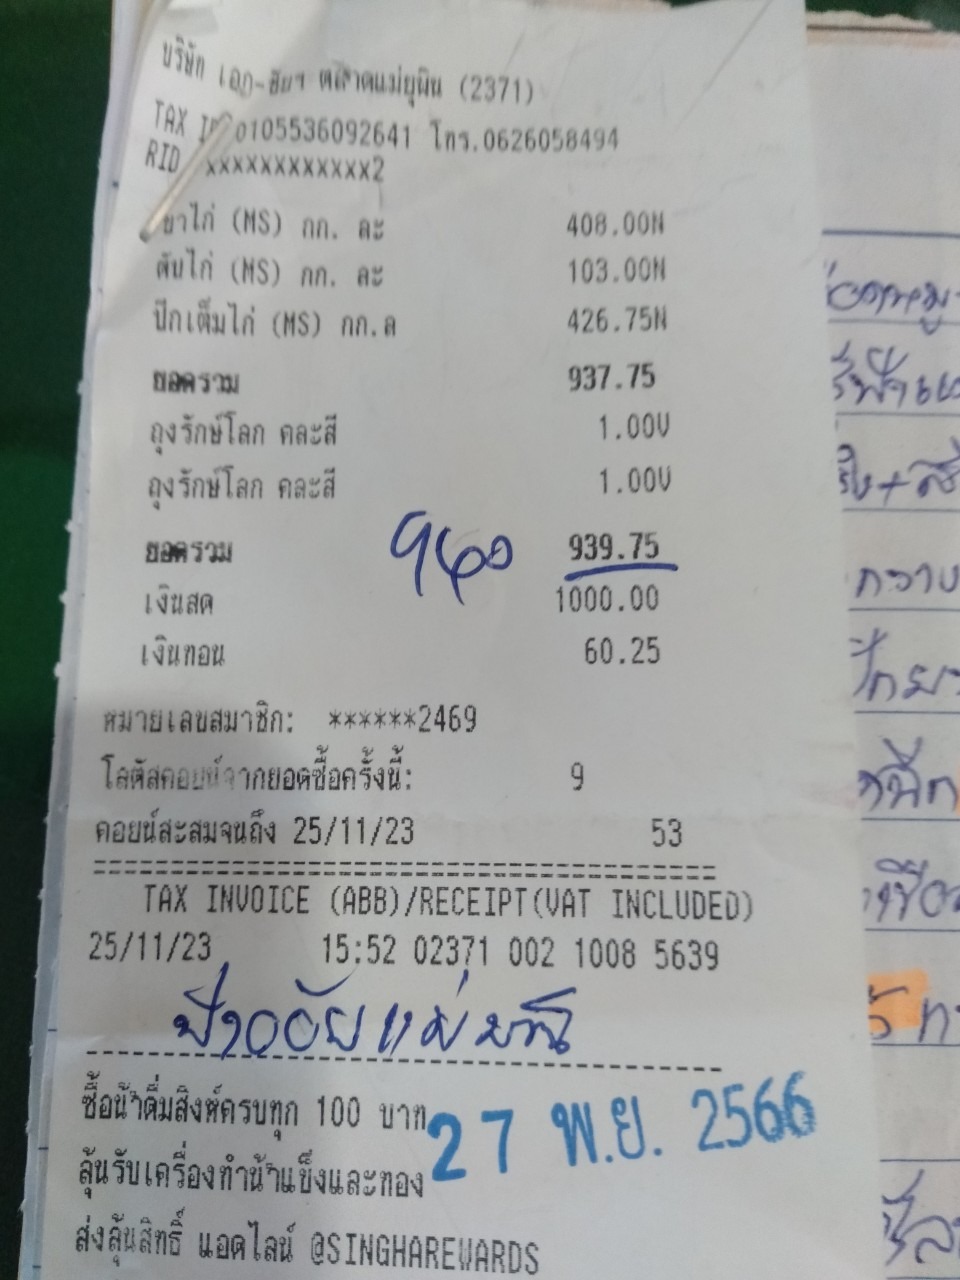 บริษัท เอก-ชัยฯ ตลาดแม่ยุนิน (2371)
TAX 0105536092641 โทร.0626058494
RID xxxxxxxxxxxx2
ขาไก่ (MS) กก. ละ 408.00N
ตับไก่ (MS) กก. ละ 103.00N
ปีกเต็มไก่ (MS) กก.ล 426.75N
ยอดรวม 937.75
ถุงรักษ์โลก คละสี 1.00V
ถุงรักษ์โลก คละสี 1.00V
ยอดรวม 940 939.75
เงินสด 1000.00
เงินทอน 60.25
หมายเลขสมาชิก: ******2469
โลตัสคอยน์จากยอดซื้อครั้งนี้: 9
คอยน์สะสมจนถึง 25/11/23 53
TAX INVOICE (ABB)/RECEIPT(VAT INCLUDED)
25/11/23 15:52 02371 002 1008 5639
ซื้อน้ำดื่มสิงห์ครบทุก 100 บาท
27 พ.ย. 2566
ลุ้นรับเครื่องทำน้ำแข็งและทอง
ส่งลุ้นสิทธิ์ แอดไลน์ @SINGHAREWARDS